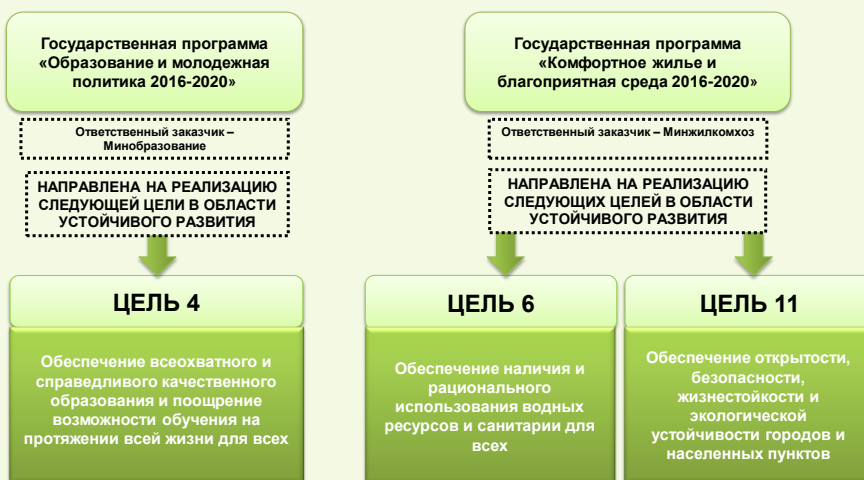 Государственная программа
«Образование и молодежная
политика 2016-2020»
Ответственный заказчик –
Минобразование
НАПРАВЛЕНА НА РЕАЛИЗАЦИЮ
СЛЕДУЮЩЕЙ ЦЕЛИ В ОБЛАСТИ
УСТОЙЧИВОГО РАЗВИТИЯ
ЦЕЛЬ 4
Обеспечение всеохватного и
справедливого качественного
образования и поощрение
возможности обучения на
протяжении всей жизни для всех
Государственная программа
«Комфортное жилье и
благоприятная среда 2016-2020»
Ответственный заказчик – Минжилкомхоз
НАПРАВЛЕНА НА РЕАЛИЗАЦИЮ
СЛЕДУЮЩИХ ЦЕЛЕЙ В ОБЛАСТИ
УСТОЙЧИВОГО РАЗВИТИЯ
ЦЕЛЬ 6
Обеспечение наличия и
рационального
использования водных
ресурсов и санитарии для
всех
ЦЕЛЬ 11
Обеспечение открытости,
безопасности,
жизнестойкости и
экологической
устойчивости городов и
населенных пунктов